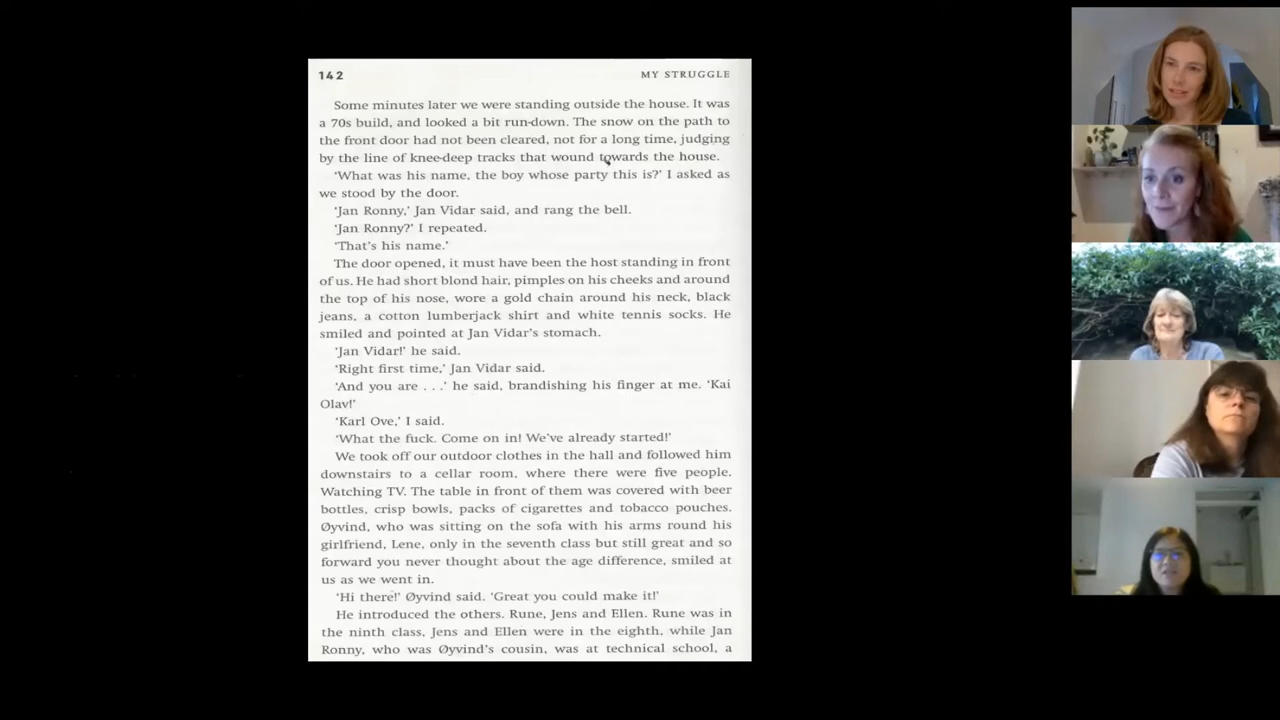 142 MY STRUGGLE
Some minutes later we were standing outside the house. It was
a 70s build, and looked a bit run-down. The snow on the path to
the front door had not been cleared, not for a long time, judging
by the line of knee-deep tracks that wound towards the house.
‘What was his name, the boy whose party this is?’ I asked as
we stood by the door.
‘Jan Ronny,’ Jan Vidar said, and rang the bell.
‘Jan Ronny?’ I repeated.
‘That’s his name.’
The door opened, it must have been the host standing in front
of us. He had short blond hair, pimples on his cheeks and around
the top of his nose, wore a gold chain around his neck, black
jeans, a cotton lumberjack shirt and white tennis socks. He
smiled and pointed at Jan Vidar’s stomach.
‘Jan Vidar!’ he said.
‘Right first time,’ Jan Vidar said.
‘And you are . . .’ he said, brandishing his finger at me. ‘Kai
Olav!’
‘Karl Ove,’ I said.
‘What the fuck. Come on in! We’ve already started!’
We took off our outdoor clothes in the hall and followed him
downstairs to a cellar room, where there were five people.
Watching TV. The table in front of them was covered with beer
bottles, crisp bowls, packs of cigarettes and tobacco pouches.
Øyvind, who was sitting on the sofa with his arms round his
girlfriend, Lene, only in the seventh class but still great and so
forward you never thought about the age difference, smiled at
us as we went in.
‘Hi there!’ Øyvind said. ‘Great you could make it!’
He introduced the others. Rune, Jens and Ellen. Rune was in
the ninth class, Jens and Ellen were in the eighth, while Jan
Ronny, who was Øyvind’s cousin, was at technical school, a